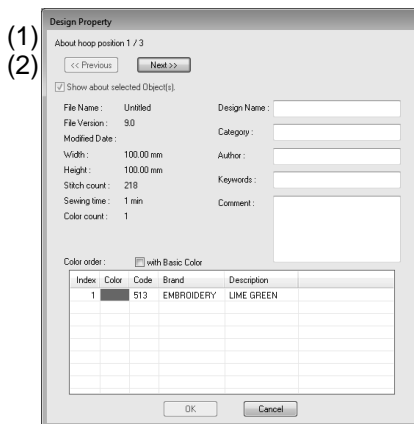 Design Property
(1) About hoop position 1 / 3
(2) << Previous Next >>
Show about selected Object(s).
File Name : Untitled Design Name :
File Version : 9.0
Category :
Modified Date :
Width : 100.00 mm Author :
Height : 100.00 mm
Keywords :
Stitch count : 218
Sewing time : 1 min Comment :
Color count : 1
Color order : with Basic Color
Index Color Code Brand Description
1 513 EMBROIDERY LIME GREEN
OK Cancel